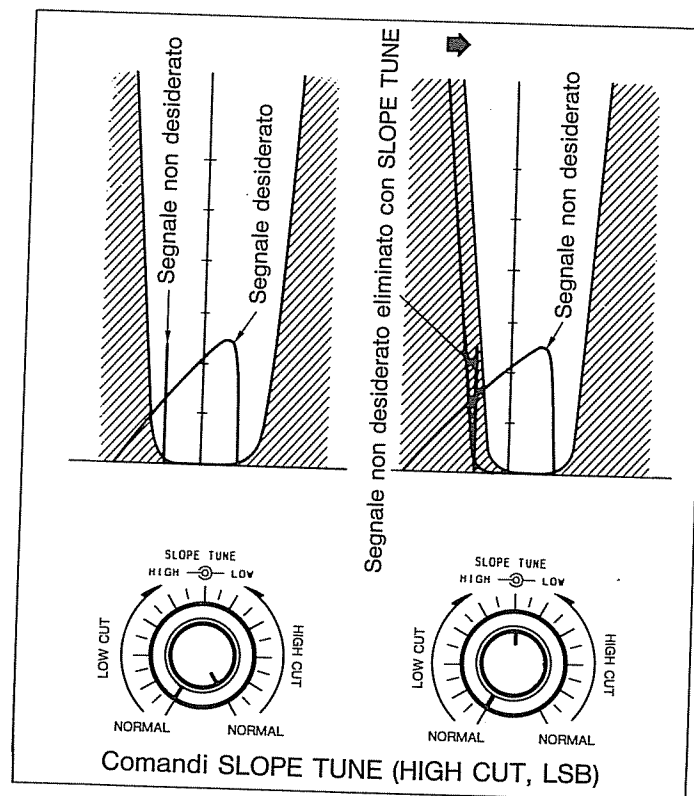 Segnale non desiderato
Segnale desiderato
Segnale non desiderato eliminato con SLOPE TUNE
Segnale non desiderato
SLOPE TUNE
HIGH LOW
LOW CUT
HIGH CUT
NORMAL NORMAL
SLOPE TUNE
HIGH LOW
LOW CUT
HIGH CUT
NORMAL NORMAL
Comandi SLOPE TUNE (HIGH CUT, LSB)